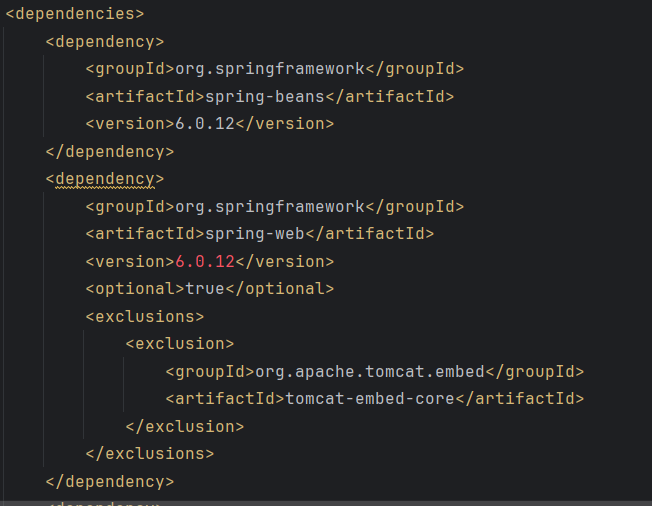 <dependencies>
    <dependency>
        <groupId>org.springframework</groupId>
        <artifactId>spring-beans</artifactId>
        <version>6.0.12</version>
    </dependency>
    <dependency>
        <groupId>org.springframework</groupId>
        <artifactId>spring-web</artifactId>
        <version>6.0.12</version>
        <optional>true</optional>
        <exclusions>
            <exclusion>
                <groupId>org.apache.tomcat.embed</groupId>
                <artifactId>tomcat-embed-core</artifactId>
            </exclusion>
        </exclusions>
    </dependency>